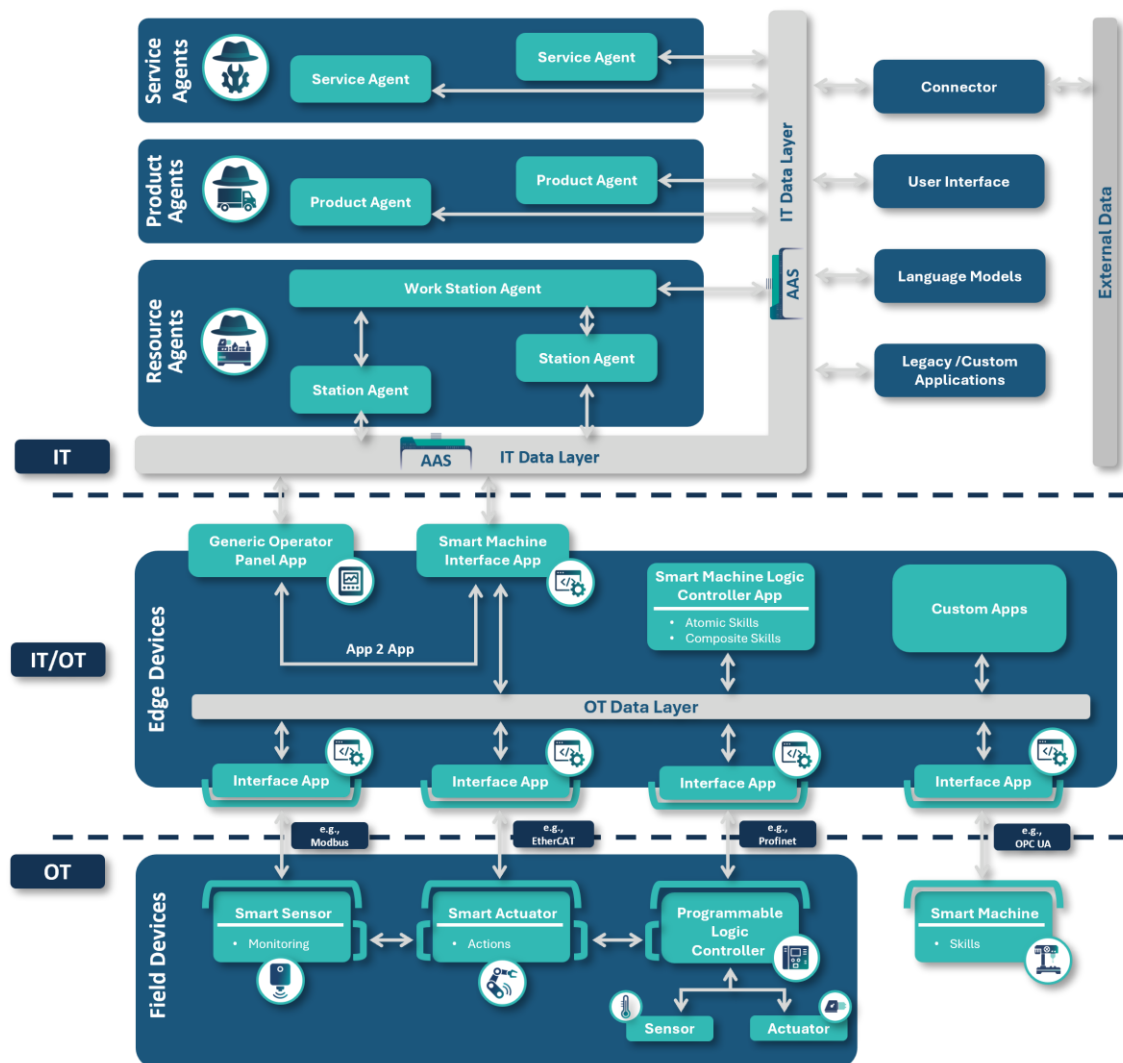 Service
Agents
Service Agent
Service Agent
Product
Agents
Product Agent
Product Agent
Resource
Agents
Work Station Agent
Station Agent
Station Agent
IT Data Layer
AAS
Connector
User Interface
Language Models
Legacy /Custom
Applications
External Data
IT
AAS
IT Data Layer
Generic Operator
Panel App
Smart Machine
Interface App
Smart Machine Logic
Controller App
• Atomic Skills
• Composite Skills
Custom Apps
App 2 App
IT/OT
Edge Devices
OT Data Layer
Interface App
Interface App
Interface App
Interface App
e.g.,
Modbus
e.g.,
EtherCAT
e.g.,
Profinet
e.g.,
OPC UA
OT
Field Devices
Smart Sensor
• Monitoring
Smart Actuator
• Actions
Programmable
Logic
Controller
Smart Machine
• Skills
Sensor
Actuator